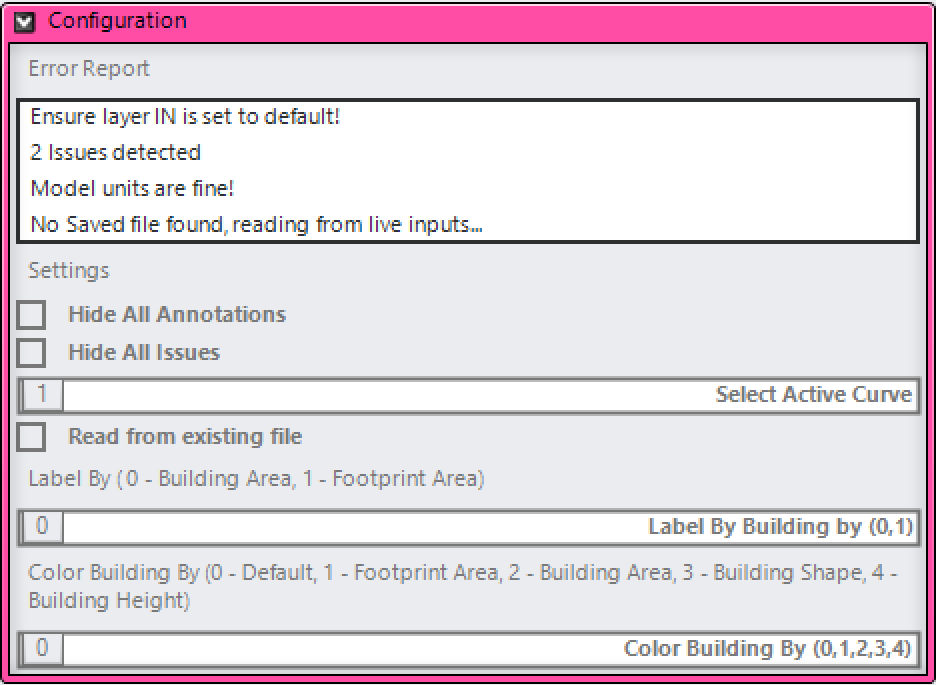 Configuration
Error Report
Ensure layer IN is set to default!
2 Issues detected
Model units are fine!
No Saved file found, reading from live inputs...
Settings
Hide All Annotations
Hide All Issues
1 Select Active Curve
Read from existing file
Label By ( 0 - Building Area, 1 - Footprint Area)
0 Label By Building by (0,1)
Color Building By (0 - Default, 1 - Footprint Area, 2 - Building Area, 3 - Building Shape, 4 -
Building Height)
0 Color Building By (0,1,2,3,4)